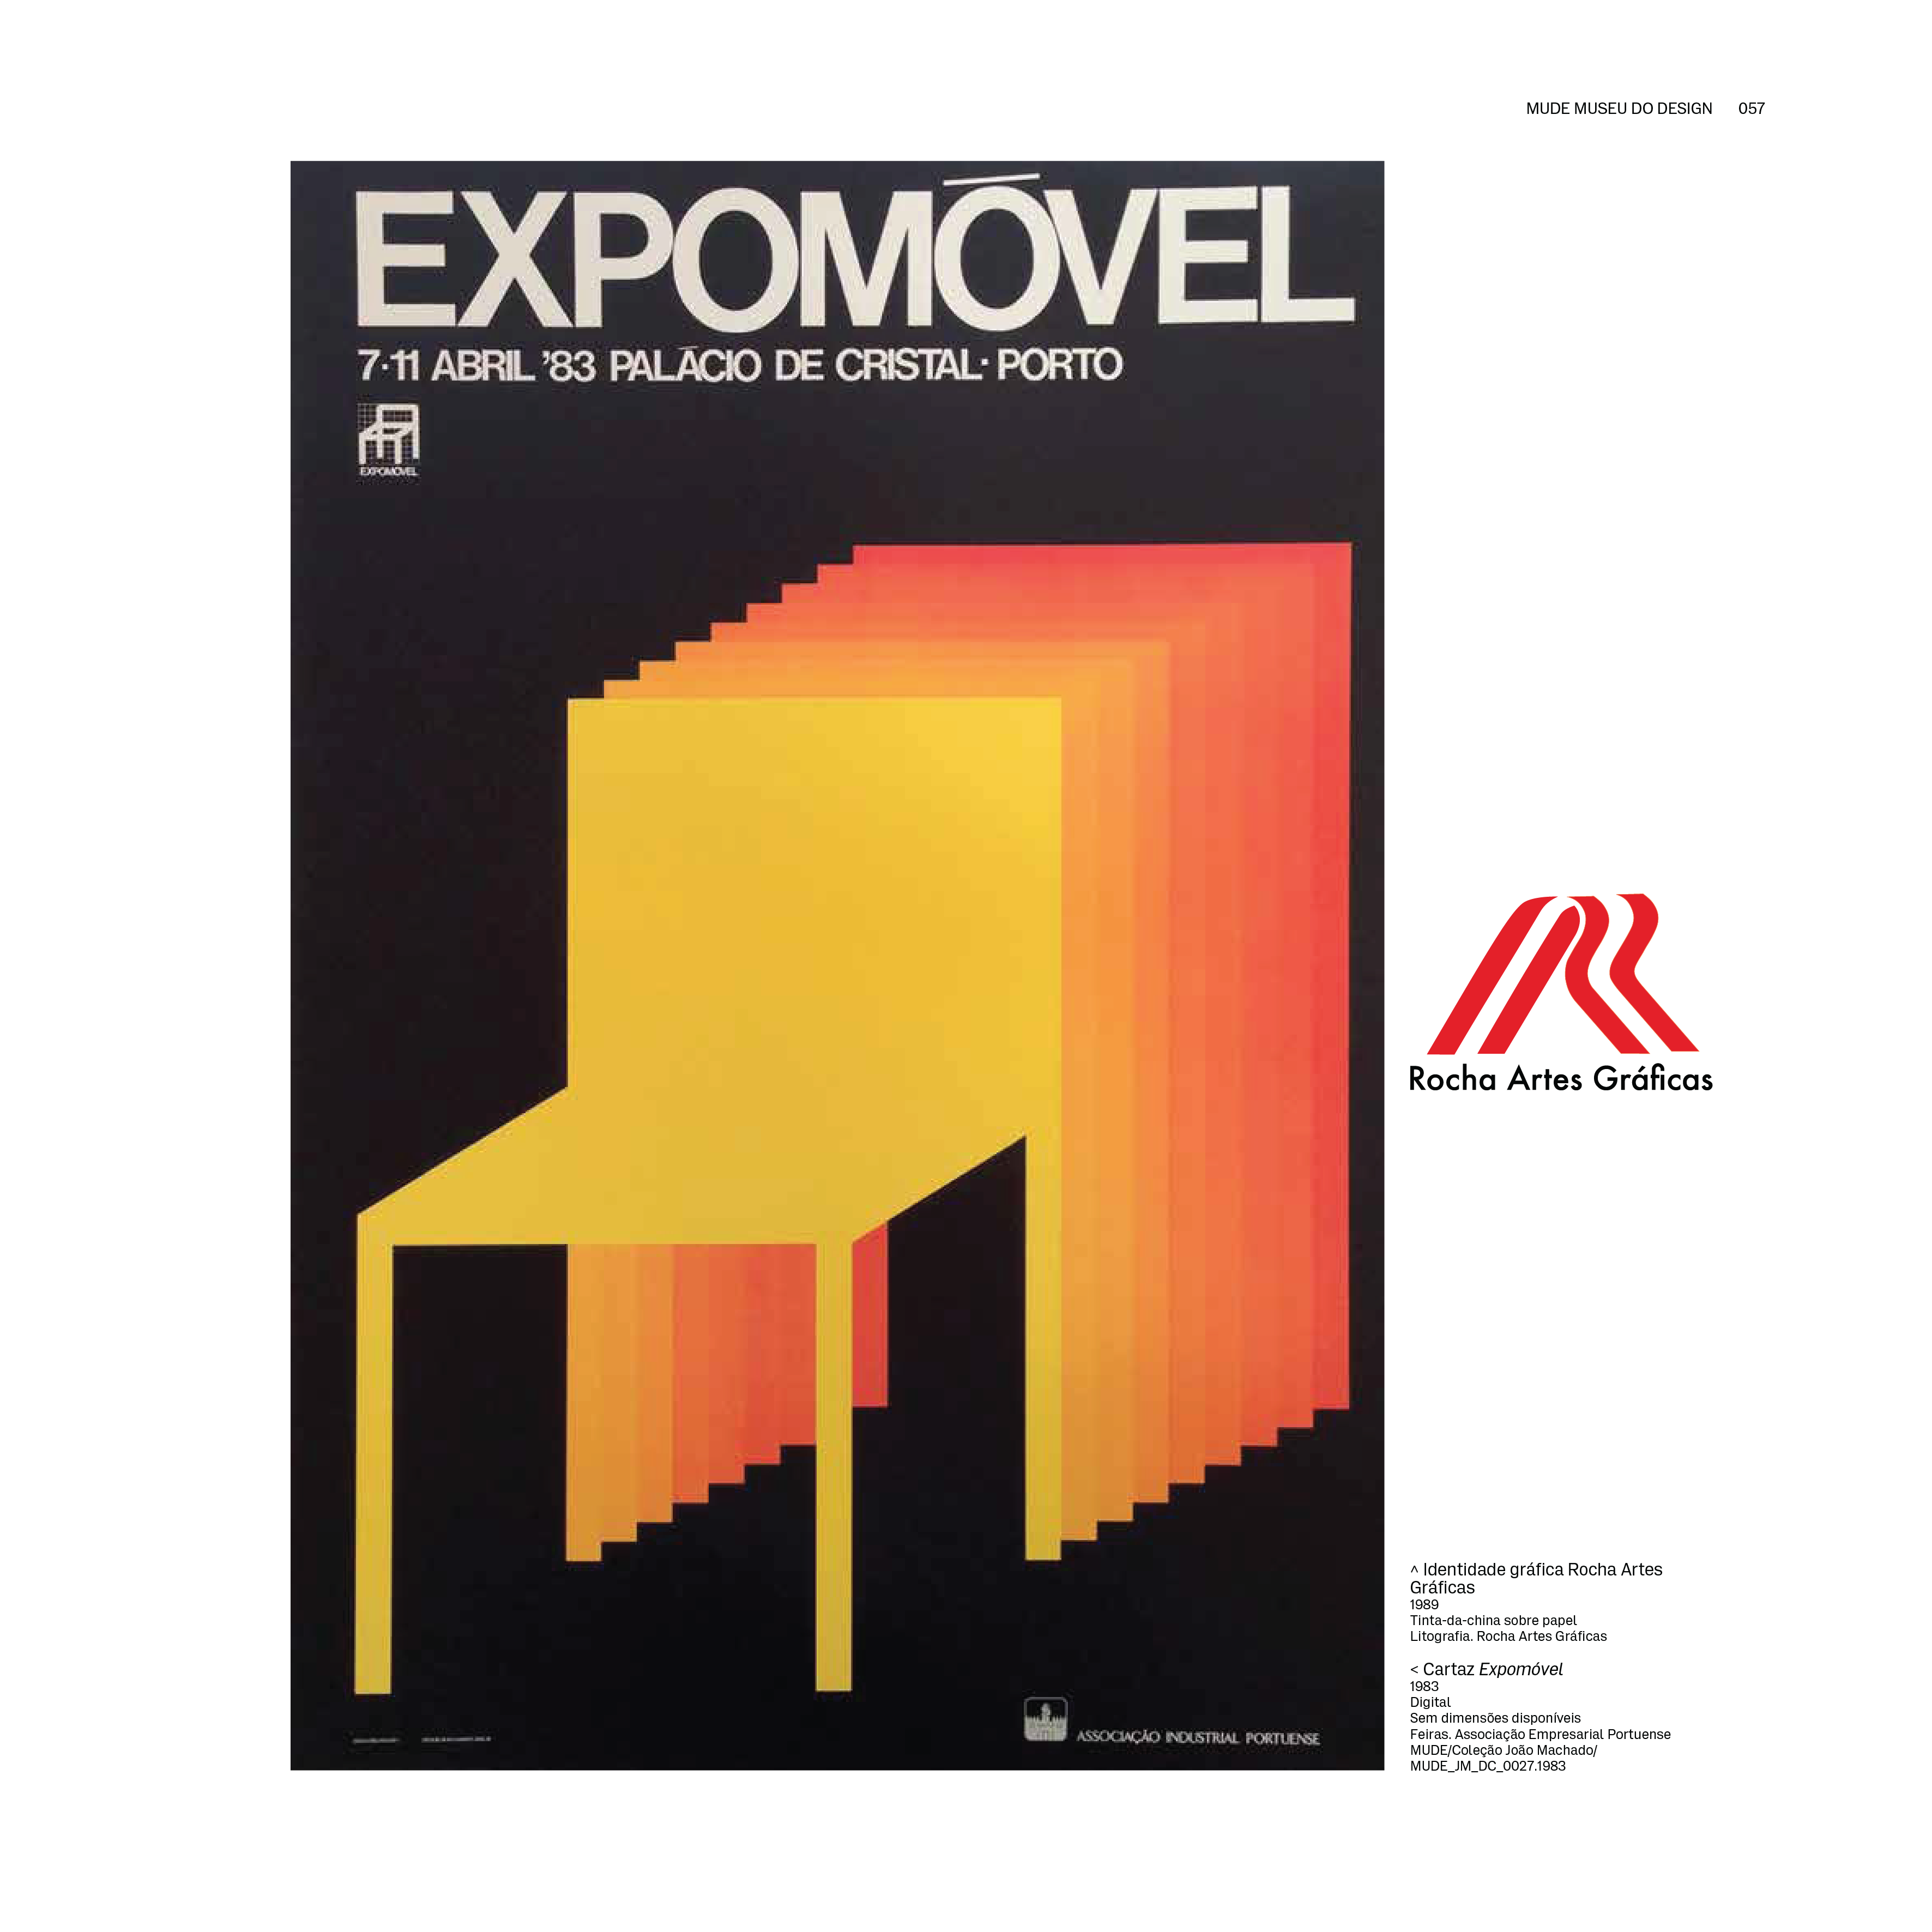 MUDE MUSEU DO DESIGN 057
EXPOMÓVEL
7·11 ABRIL '83 PALÁCIO DE CRISTAL· PORTO
EXPOMÓVEL
Rocha Artes Gráficas
^ Identidade gráfica Rocha Artes
Gráficas
1989
Tinta-da-china sobre papel
Litografia. Rocha Artes Gráficas
< Cartaz Expomóvel
1983
Digital
Sem dimensões disponíveis
Feiras. Associação Empresarial Portuense
MUDE/Coleção João Machado/
MUDE_JM_DC_0027.1983
ASSOCIAÇÃO INDUSTRIAL PORTUENSE